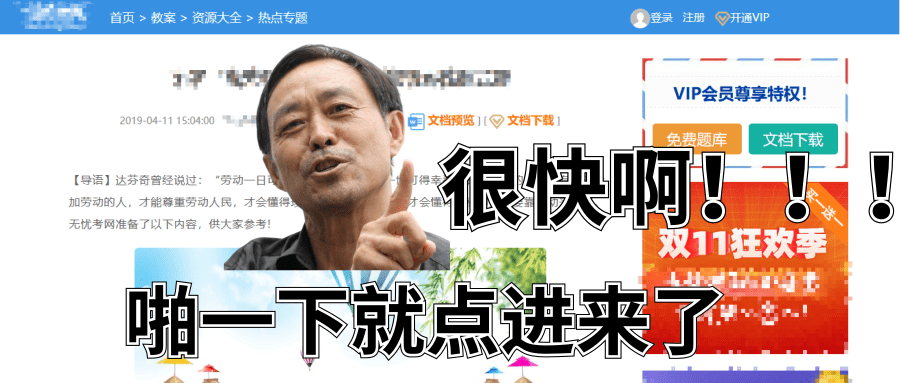 首页 > 教案 > 资源大全 > 热点专题
登录 注册 开通VIP
2019-04-11 15:04:00
文档预览 ] [ 文档下载 ]
VIP会员尊享特权！
免费题库 文档下载
【导语】达芬奇曾经说过：“劳动一日
可得幸
加劳动的人，才能尊重劳动人民，才会懂得
才会懂
无忧考网准备了以下内容，供大家参考！
很快啊！！！
双11狂欢季
啪一下就点进来了